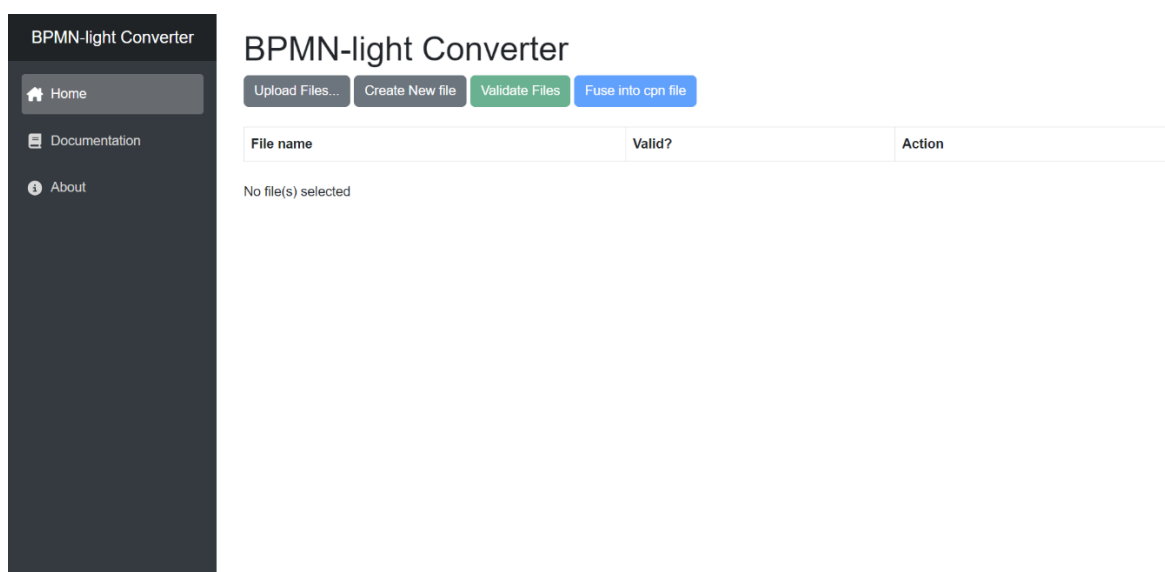 BPMN-light Converter
Home
Documentation
About
BPMN-light Converter
Upload Files... Create New file Validate Files Fuse into cpn file
File name Valid? Action
No file(s) selected